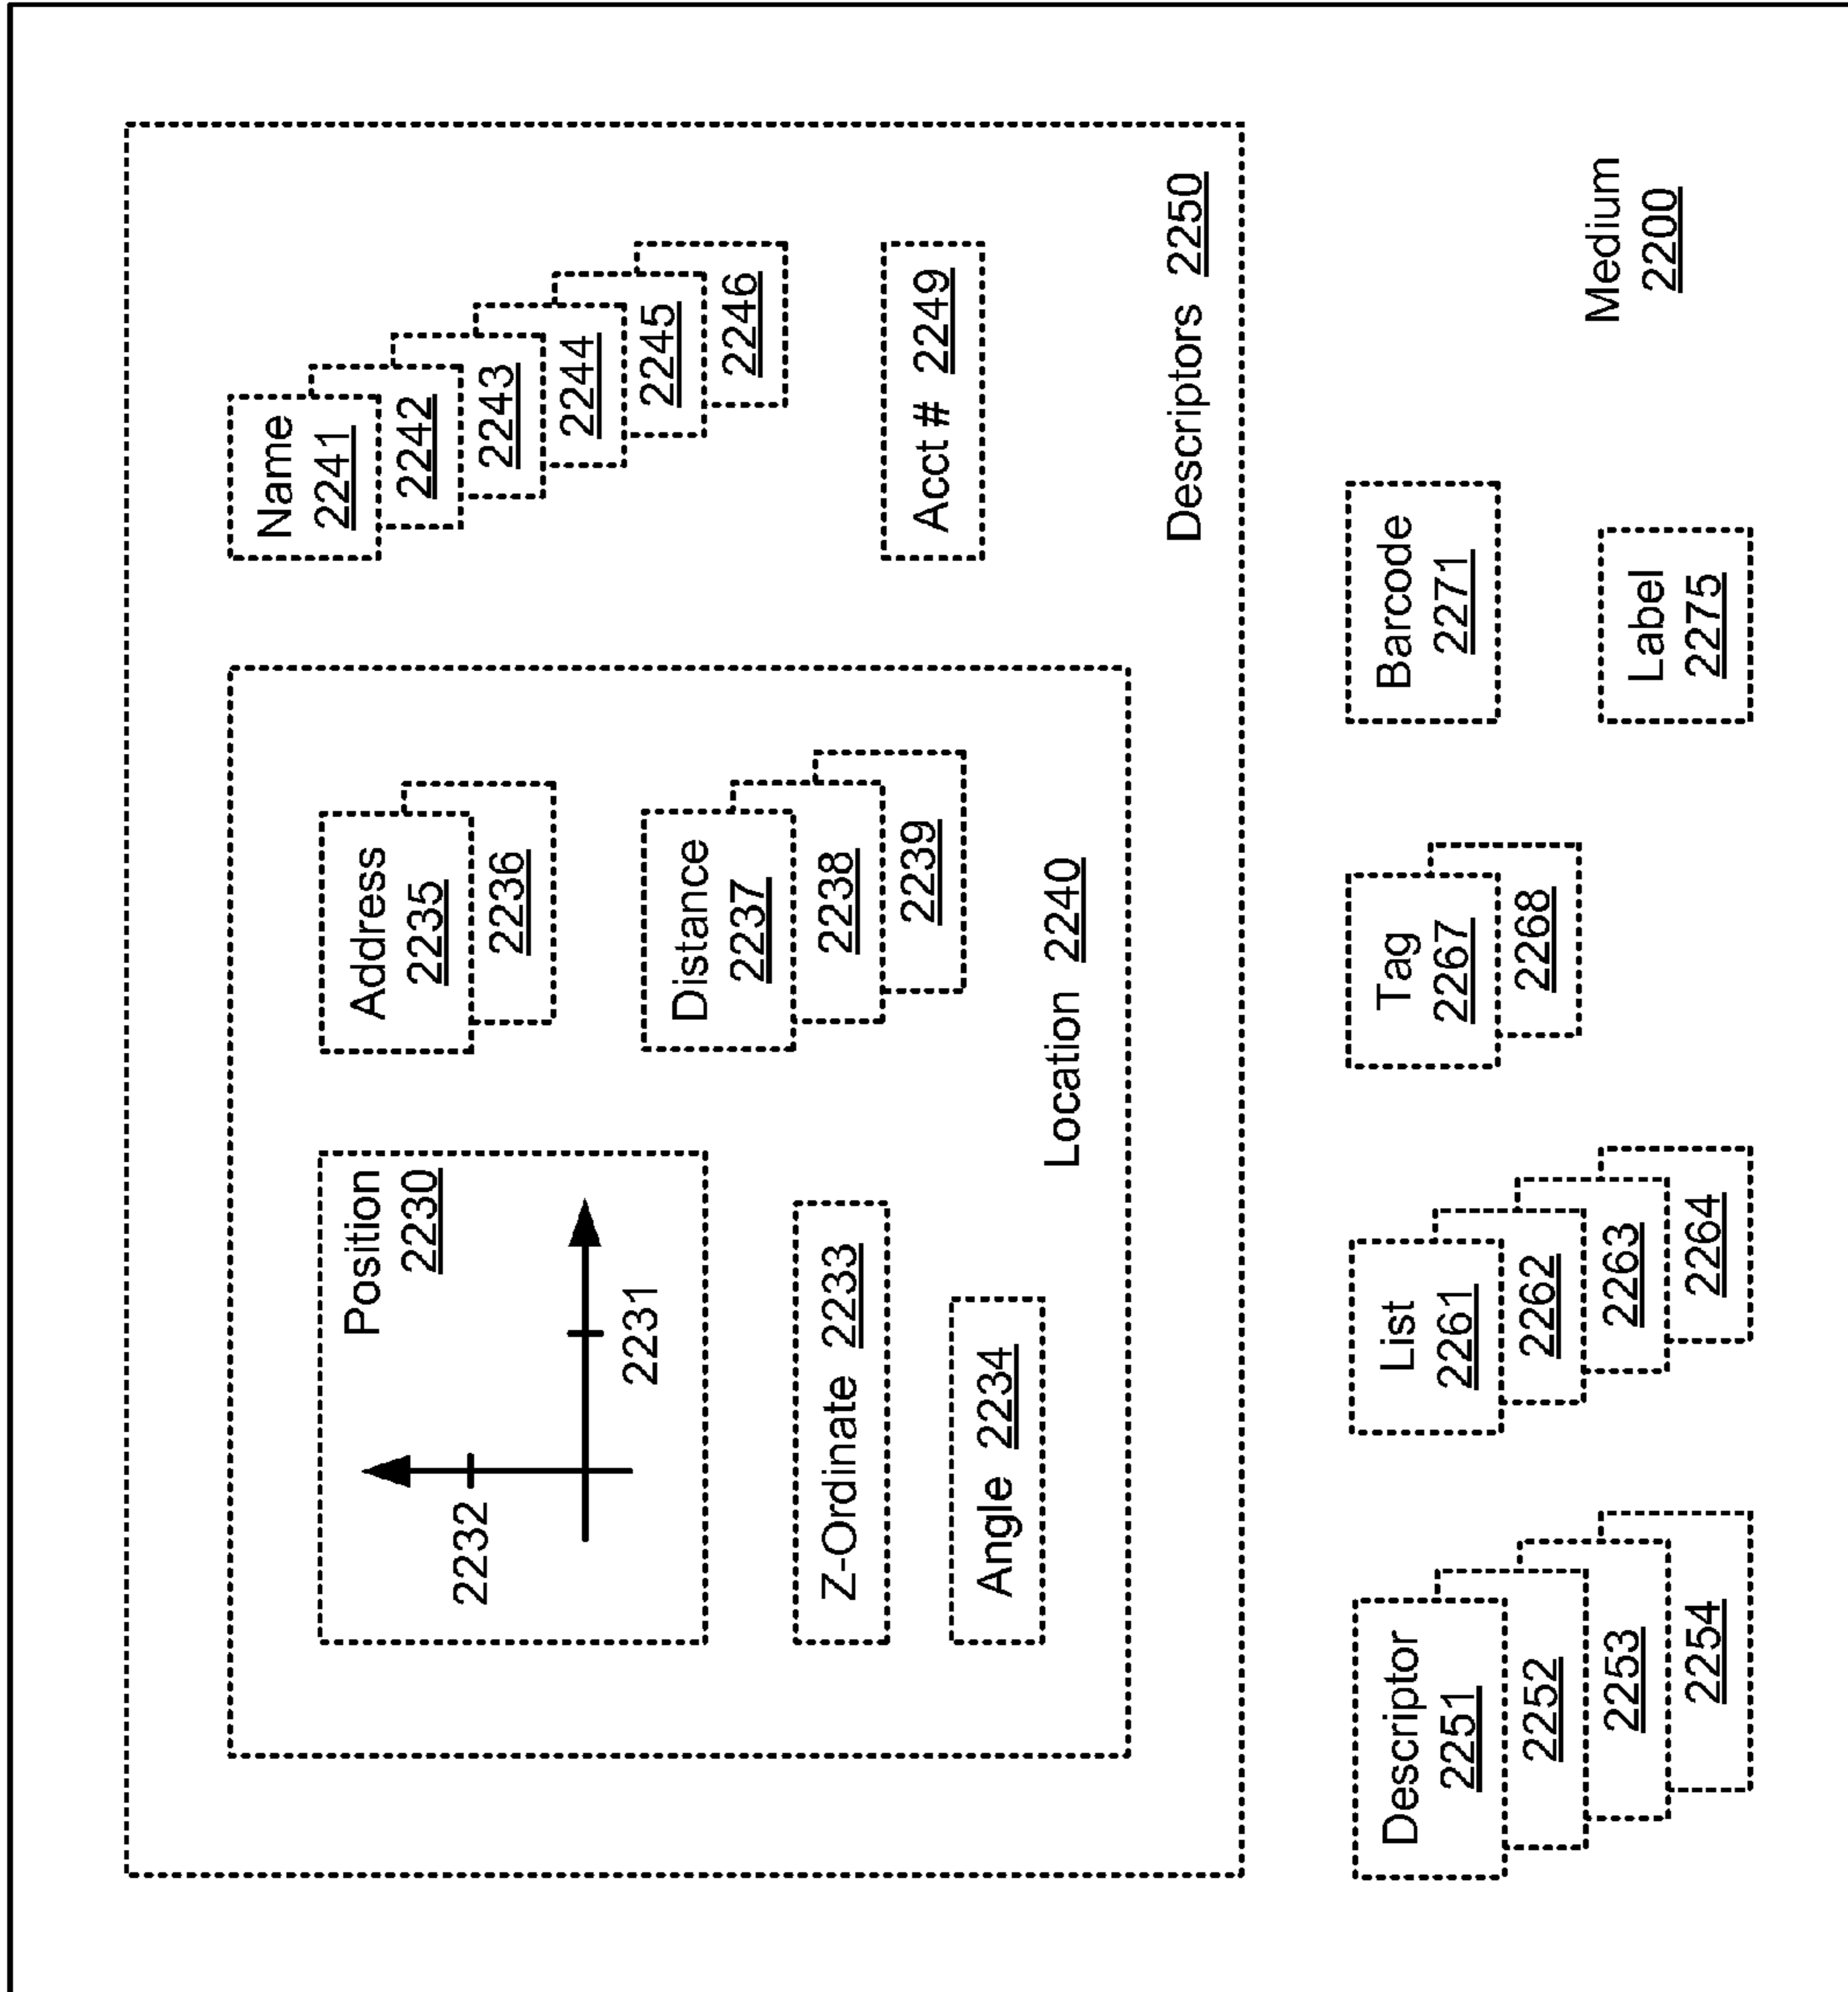 Position
2230
2232
2231
Z-Ordinate 2233
Angle 2234
Address
2235
2236
Distance
2237
2238
2239
Location 2240
Name
2241
2242
2243
2244
2245
2246
Acct # 2249
Descriptors 2250
Descriptor
2251
2252
2253
2254
List
2261
2262
2263
2264
Tag
2267
2268
Barcode
2271
Label
2275
Medium
2200